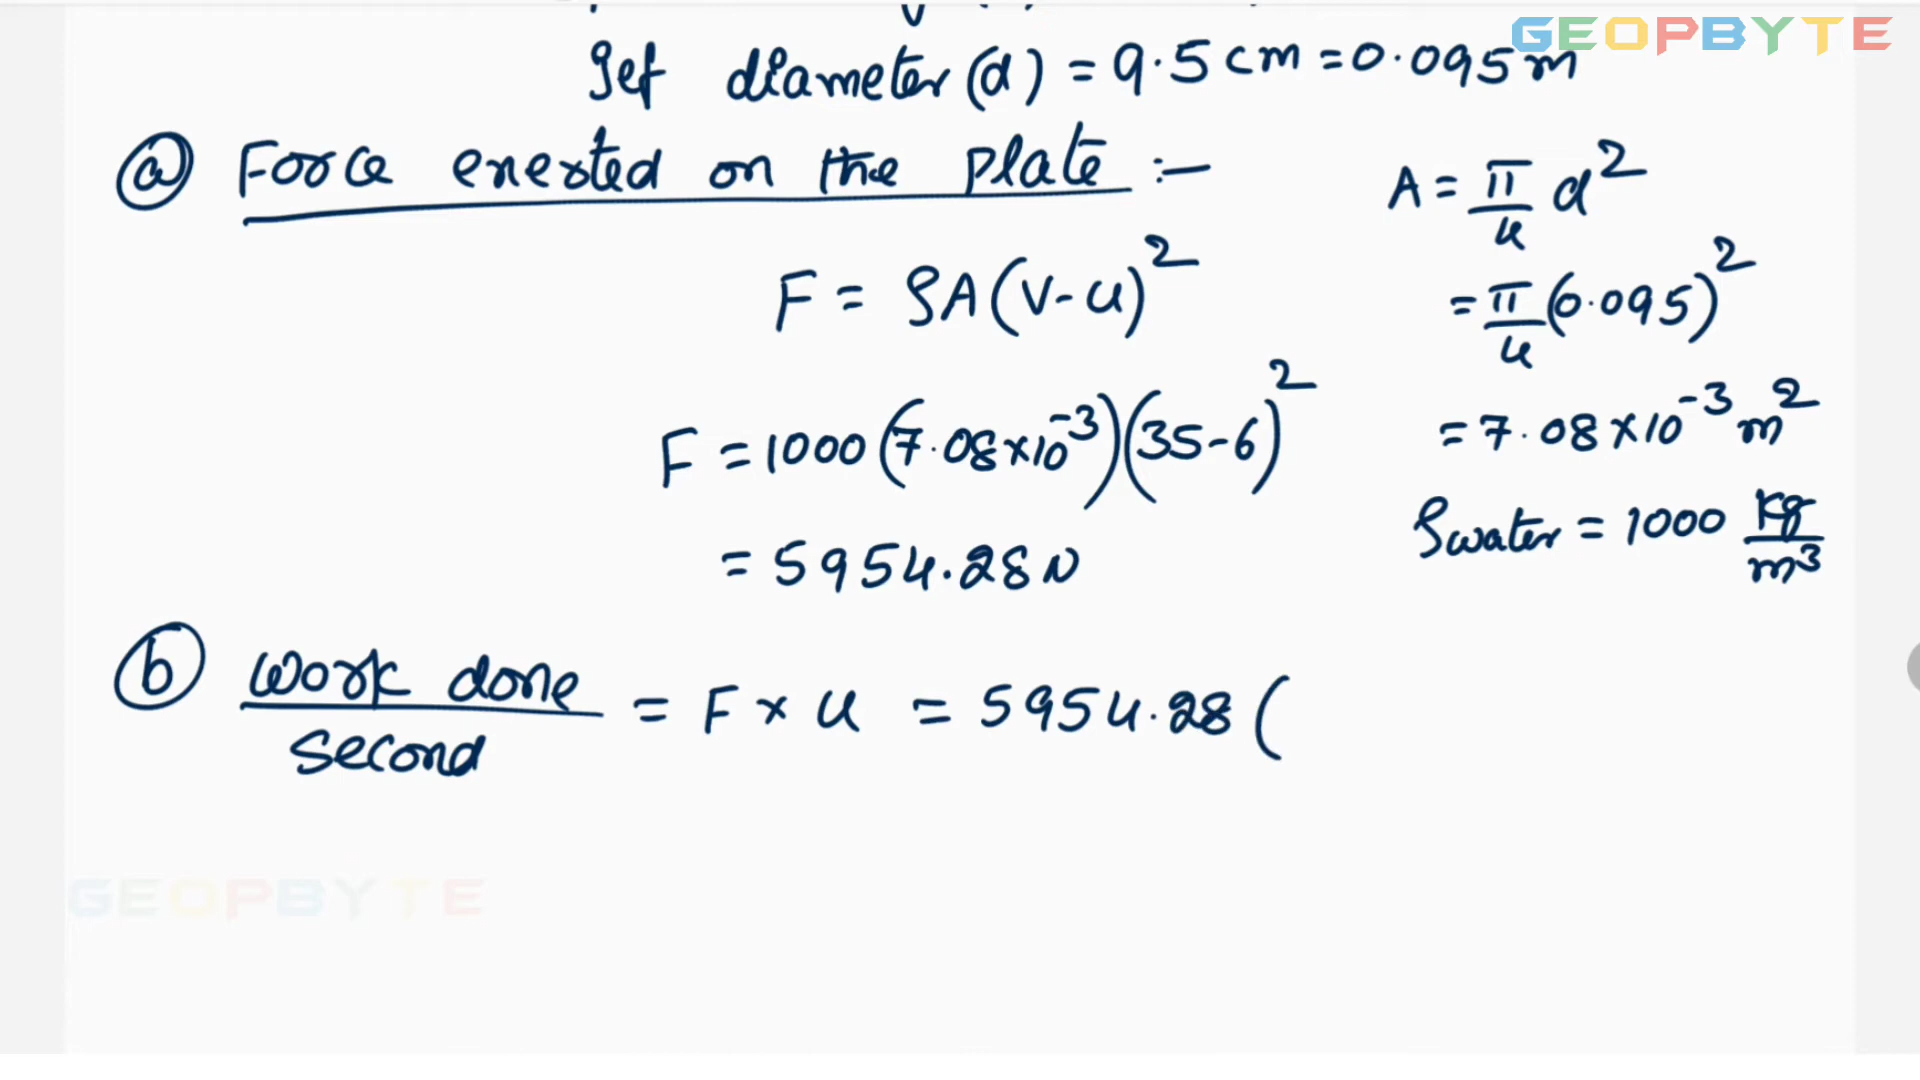 GEOPBYTE
Jet diameter (d) = 9.5 cm = 0.095 m
ⓐ Force exerted on the plate :-
A = π/4 d²
F = ρA(V-u)²
= π/4 (0.095)²
F = 1000 (7.08×10⁻³)(35-6)²
= 7.08×10⁻³ m²
= 5954.28 N
ρwater = 1000 kg/m³
ⓑ work done/second = F × u = 5954.28 (
GEOPBYTE